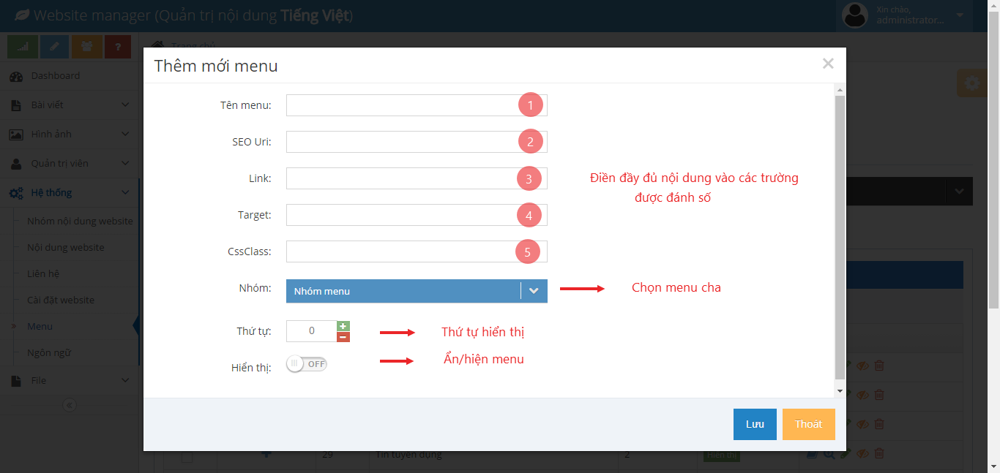 Website manager (Quản trị nội dung Tiếng Việt)
Xin chào,
administrator...
?
Trang chủ
Dashboard
Bài viết
Hình ảnh
Quản trị viên
Hệ thống
Nhóm nội dung website
Nội dung website
Liên hệ
Cài đặt website
Menu
Ngôn ngữ
File
Thêm mới menu
Tên menu: 1
SEO Uri: 2
Link: 3
Target: 4
CssClass: 5
Điền đầy đủ nội dung vào các trường
được đánh số
Nhóm: Nhóm menu
Chọn menu cha
Thứ tự: 0
Thứ tự hiển thị
Hiển thị: OFF
Ẩn/hiện menu
Lưu
Thoát
29 Tin tuyển dụng 2 Hiển thị